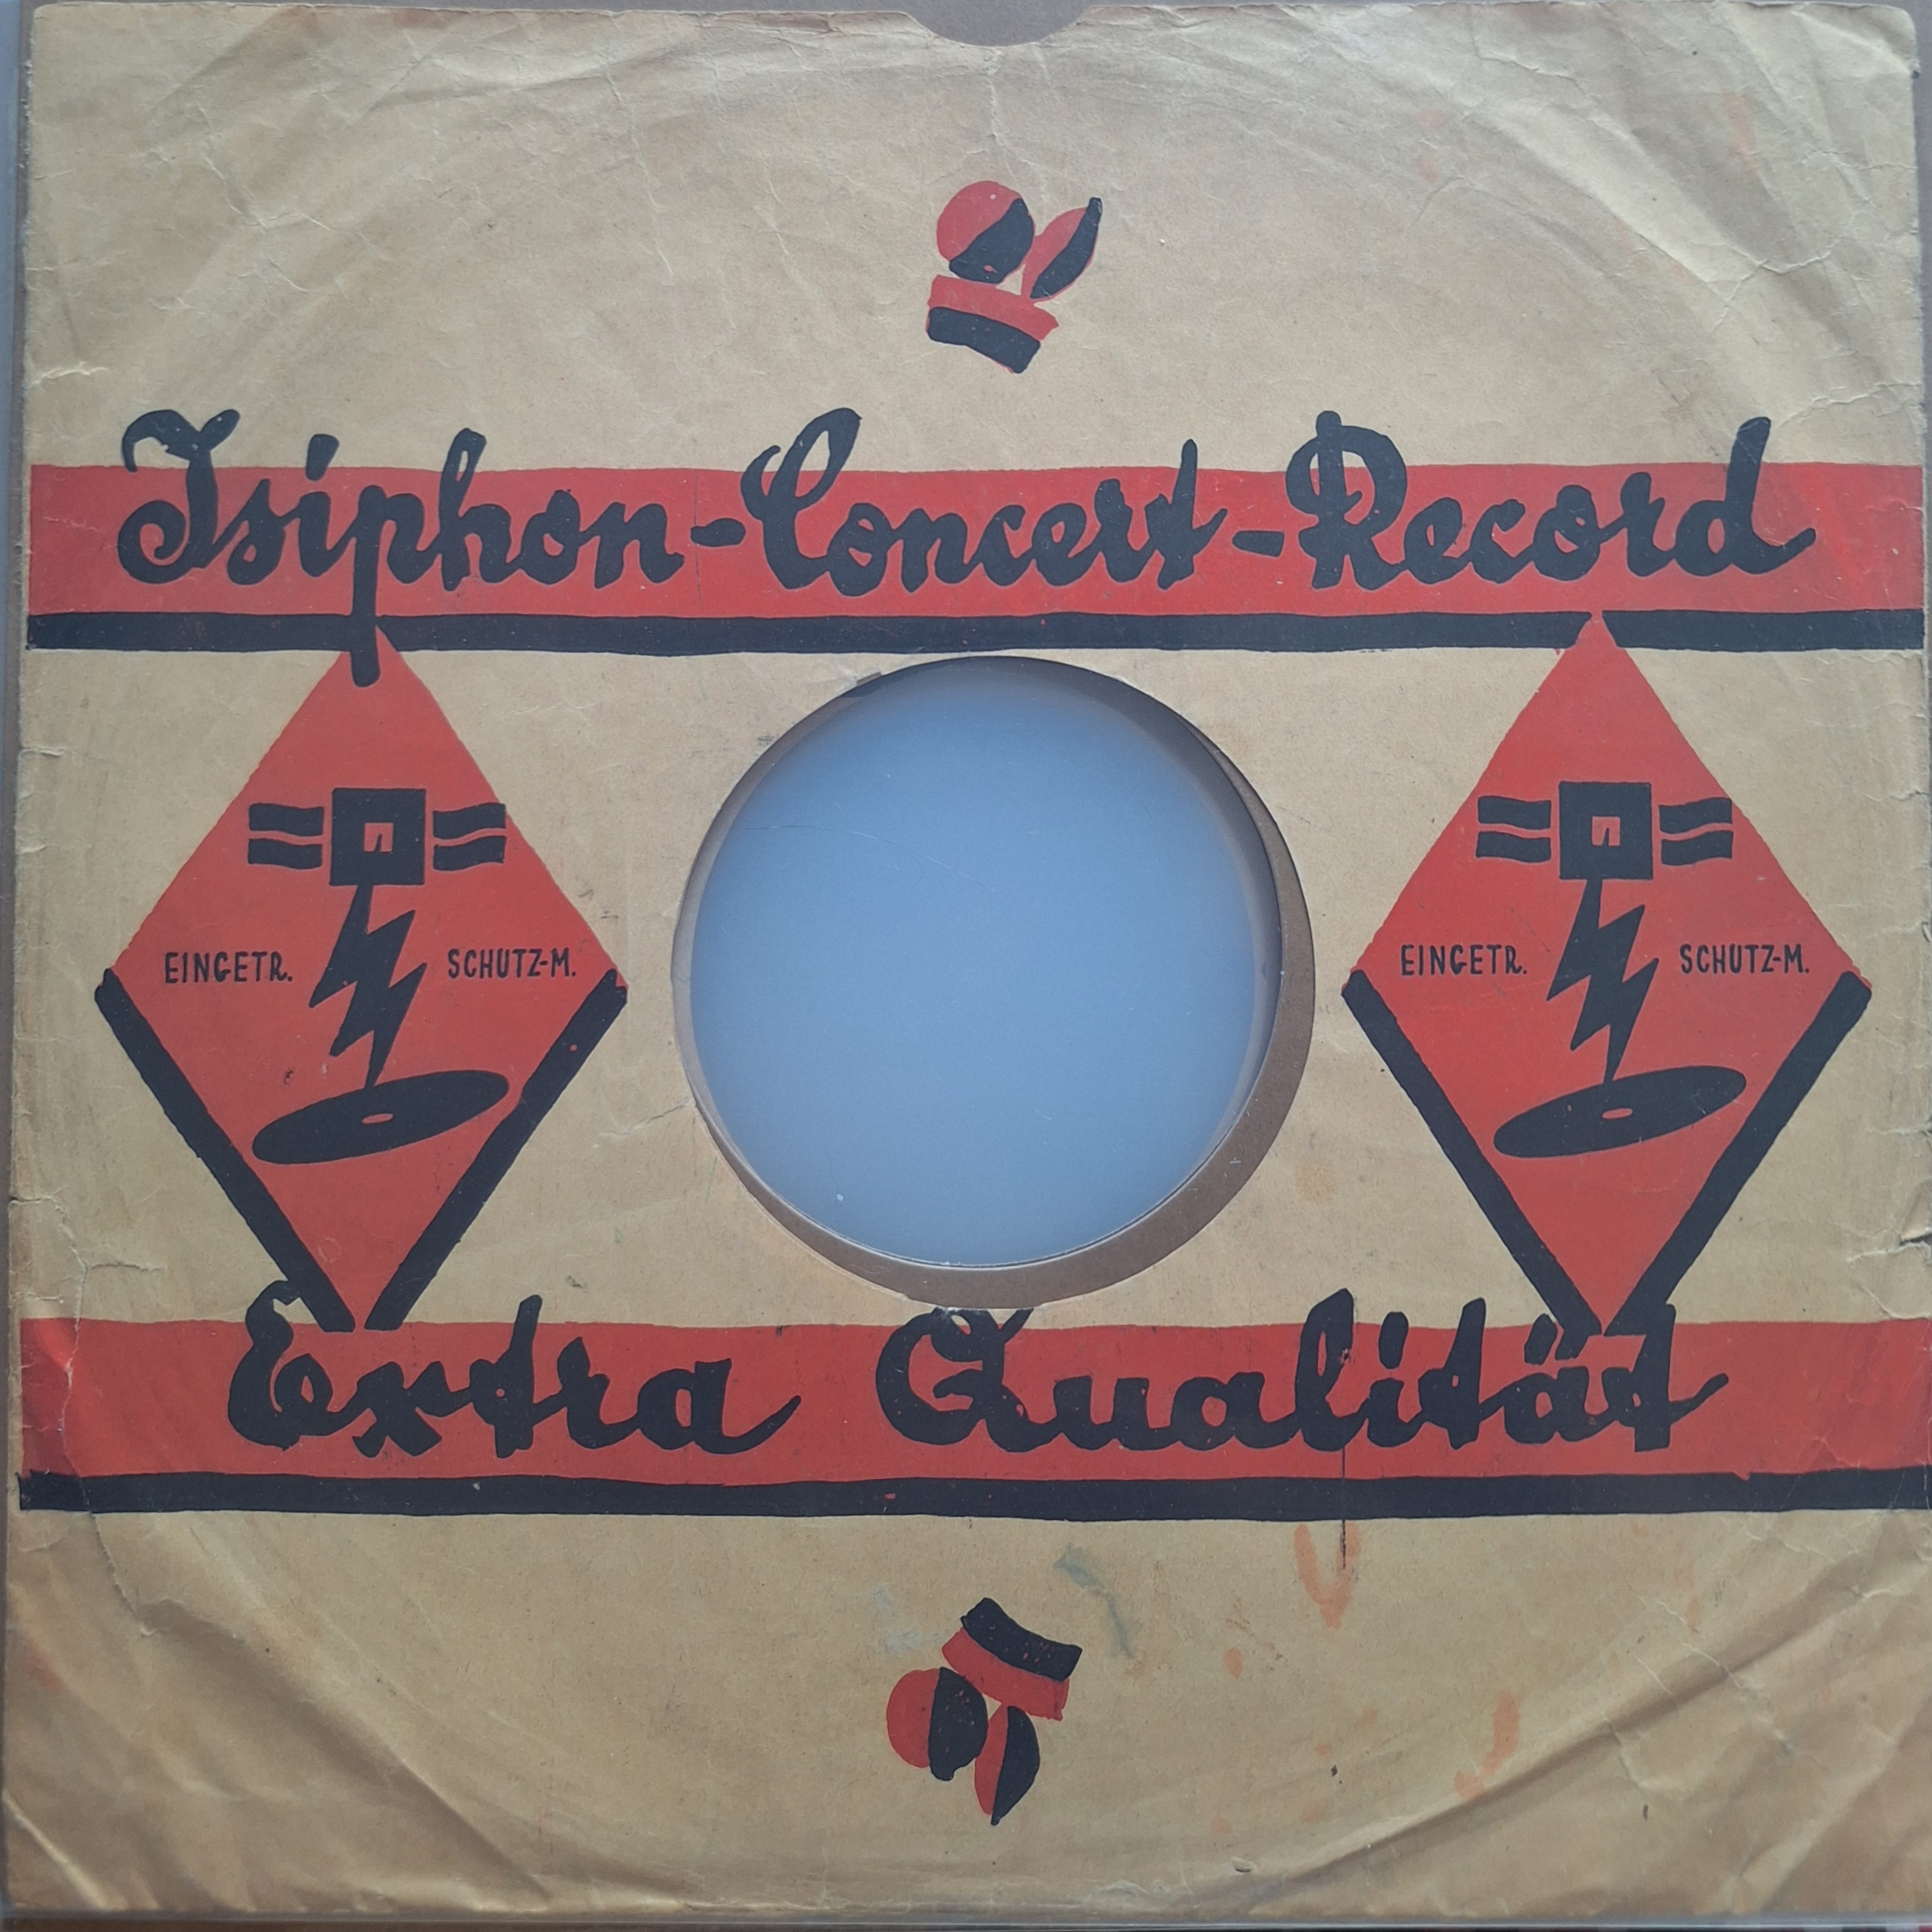 Isiphon-Concert-Record
n n
EINGETR. SCHUTZ-M. EINGETR. SCHUTZ-M.
Extra Qualität